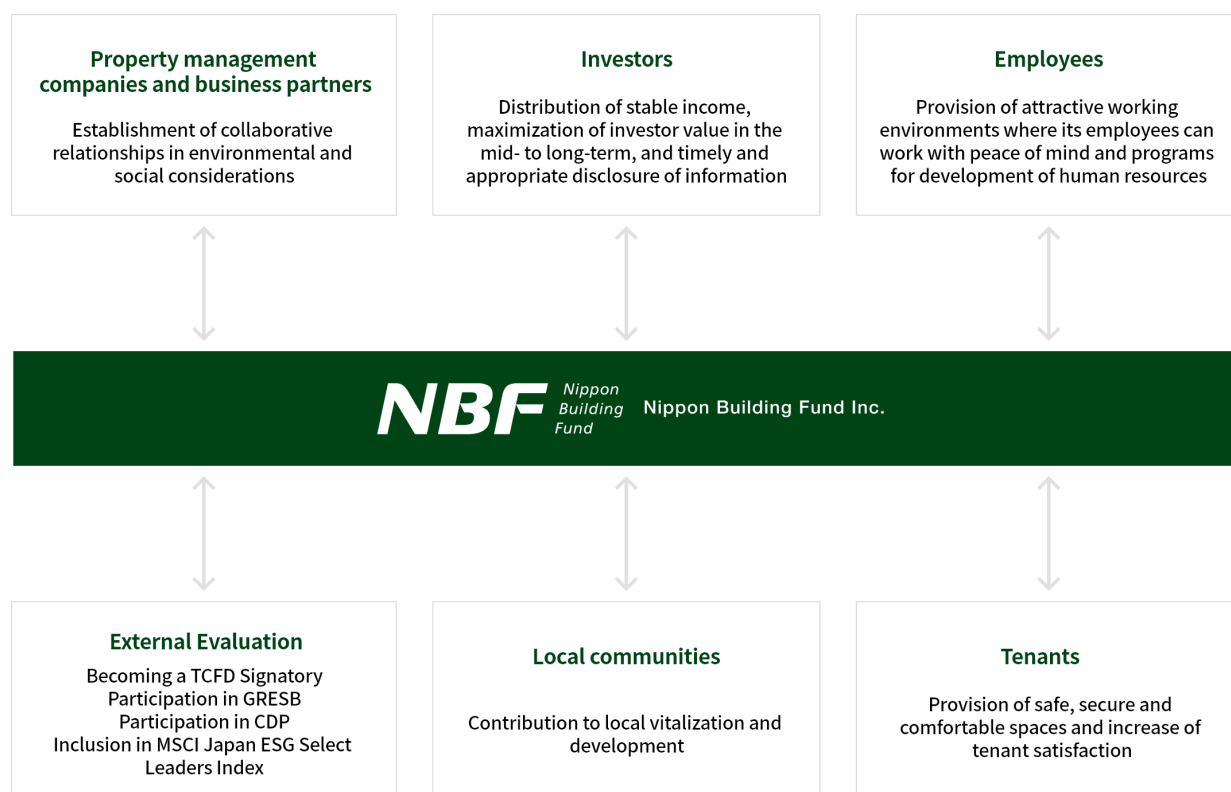 Property management
companies and business partners
Establishment of collaborative
relationships in environmental and
social considerations
Investors
Distribution of stable income,
maximization of investor value in the
mid- to long-term, and timely and
appropriate disclosure of information
Employees
Provision of attractive working
environments where its employees can
work with peace of mind and programs
for development of human resources
NBF
Nippon
Building
Fund
Nippon Building Fund Inc.
External Evaluation
Becoming a TCFD Signatory
Participation in GRESB
Participation in CDP
Inclusion in MSCI Japan ESG Select
Leaders Index
Local communities
Contribution to local vitalization and
development
Tenants
Provision of safe, secure and
comfortable spaces and increase of
tenant satisfaction